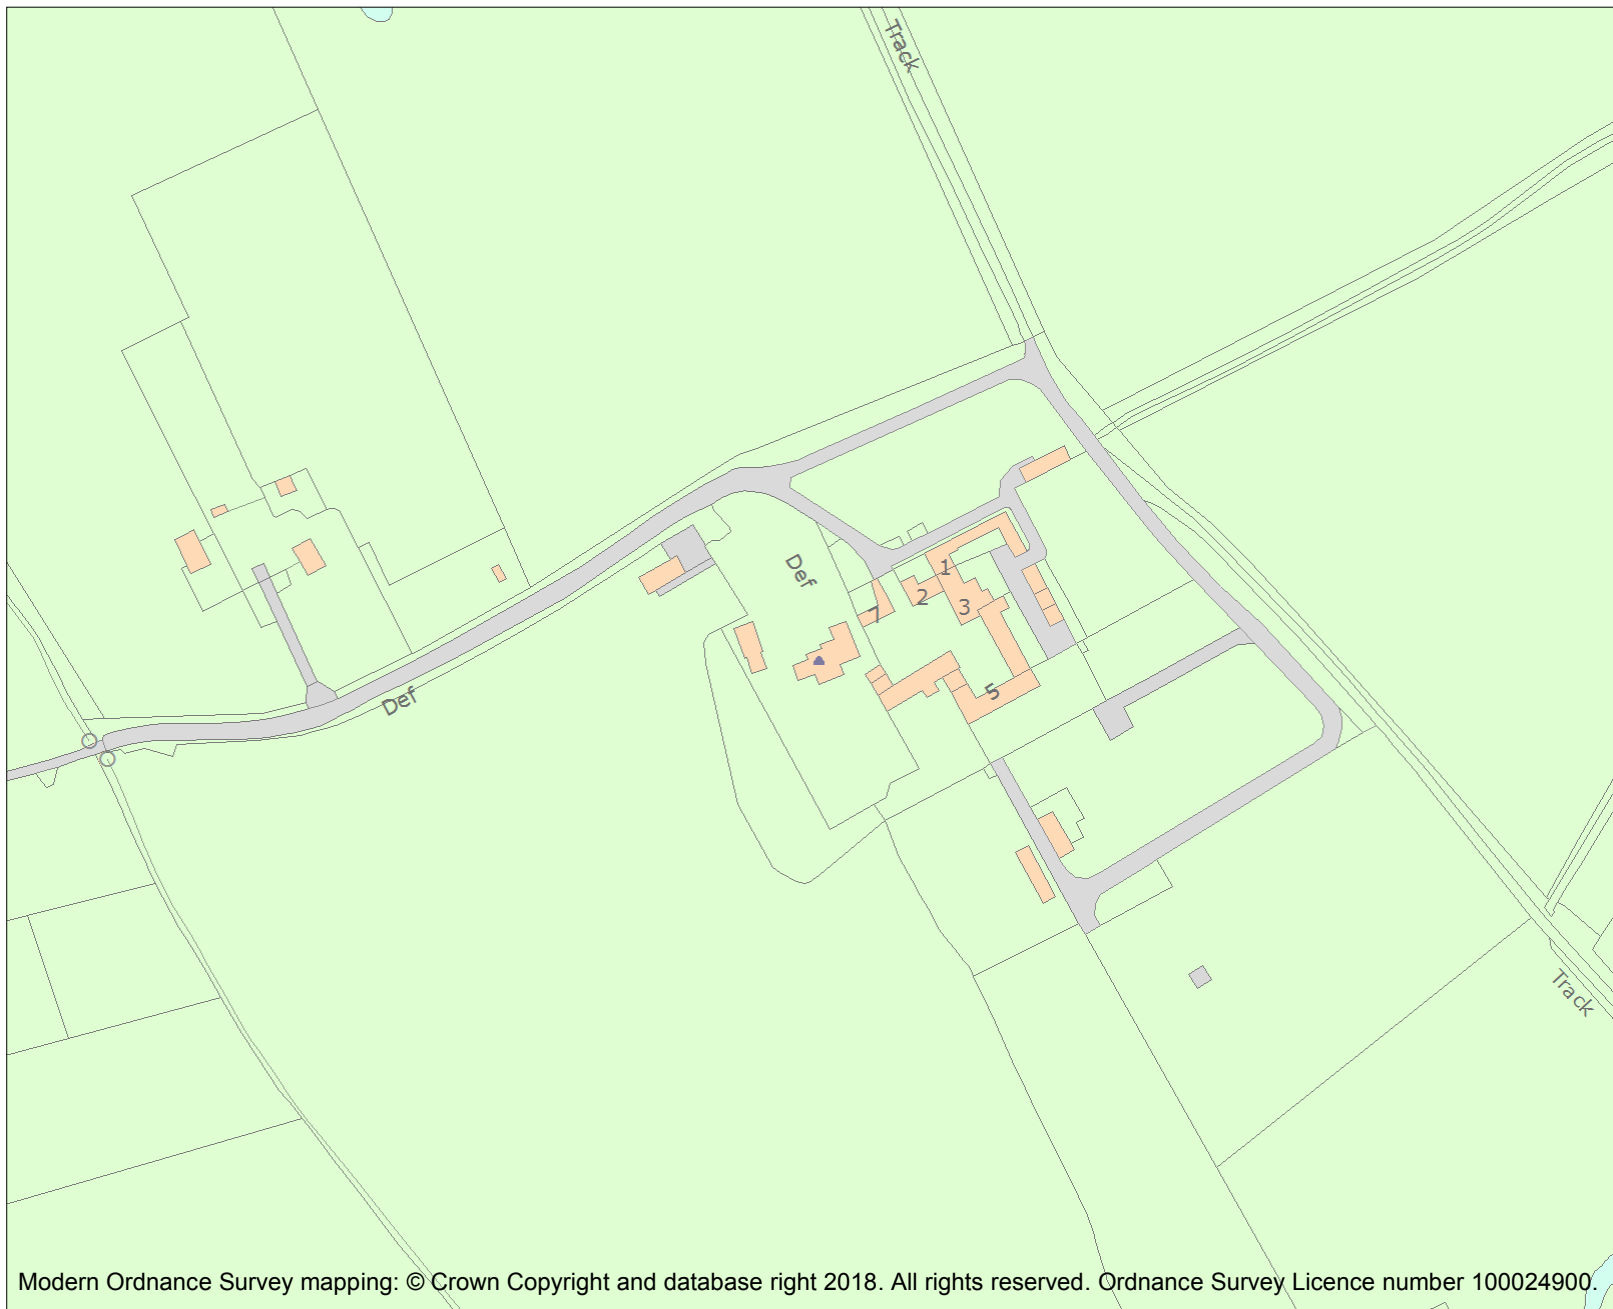 Track
Def
1
2
3
7
5
Def
Track
Modern Ordnance Survey mapping: © Crown Copyright and database right 2018. All rights reserved. Ordnance Survey Licence number 100024900.